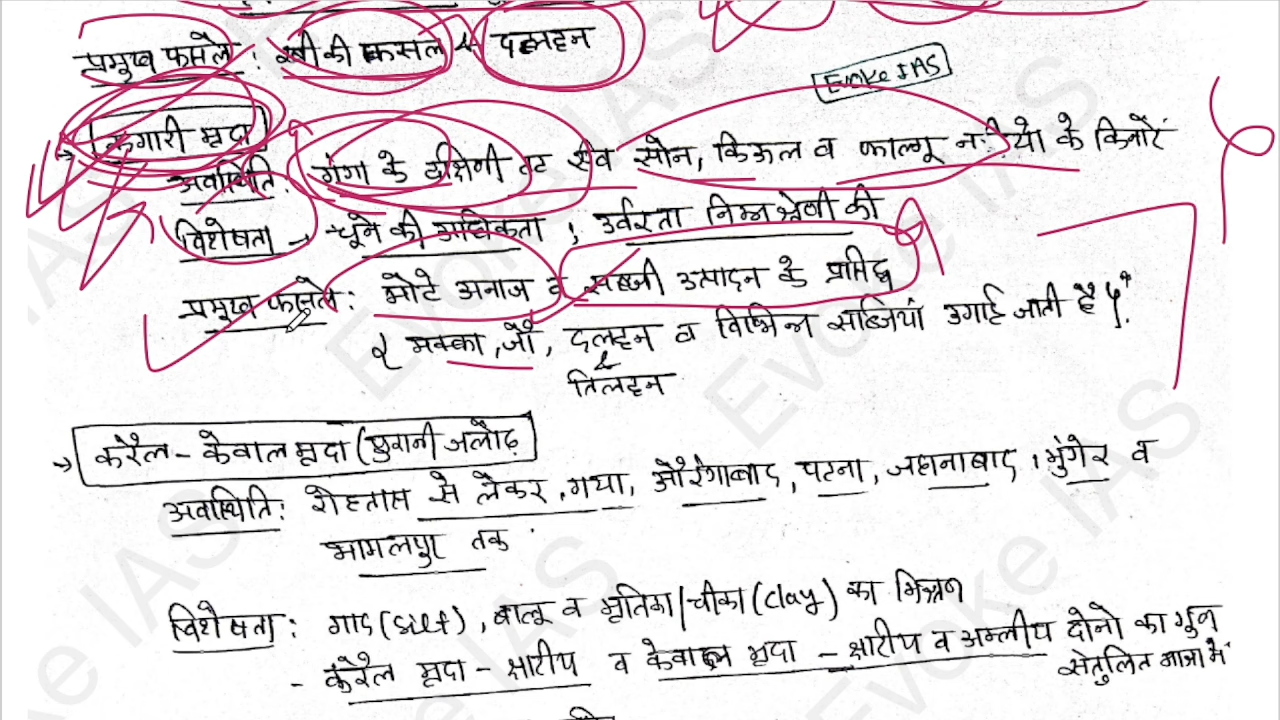 प्रमुख फसलें : रबी की फसल & दलहन
Evoke IAS
→ कगारी मृदा
अवस्थिति : गंगा के दक्षिणी तट एंव सोन, किऊल व फाल्गू नदियो के किनारें
विशेषता → चूने की अधिकता ; उर्वरता निम्न श्रेणी की
प्रमुख फसलें : मोटे अनाज व सब्जी उत्पादन के प्रसिद्ध
{ मक्का, जौ, दलहन व विभिन्न सब्जियां उगाई जाती है }
& तिलहन
→ करैल - केवाल मृदा (पुरानी जलोढ़
अवस्थिति : रोहतास से लेकर, गया, औरंगाबाद, पटना, जहानाबाद, मुंगेर व
भागलपुर तक
विशेषता : गाद (silt), बालू व मृतिका/चीका (clay) का मिश्रण
- करैल मृदा - क्षारीय व केवाल मृदा - क्षारीय व अम्लीय दोनो का गुन
संतुलित मात्रा में